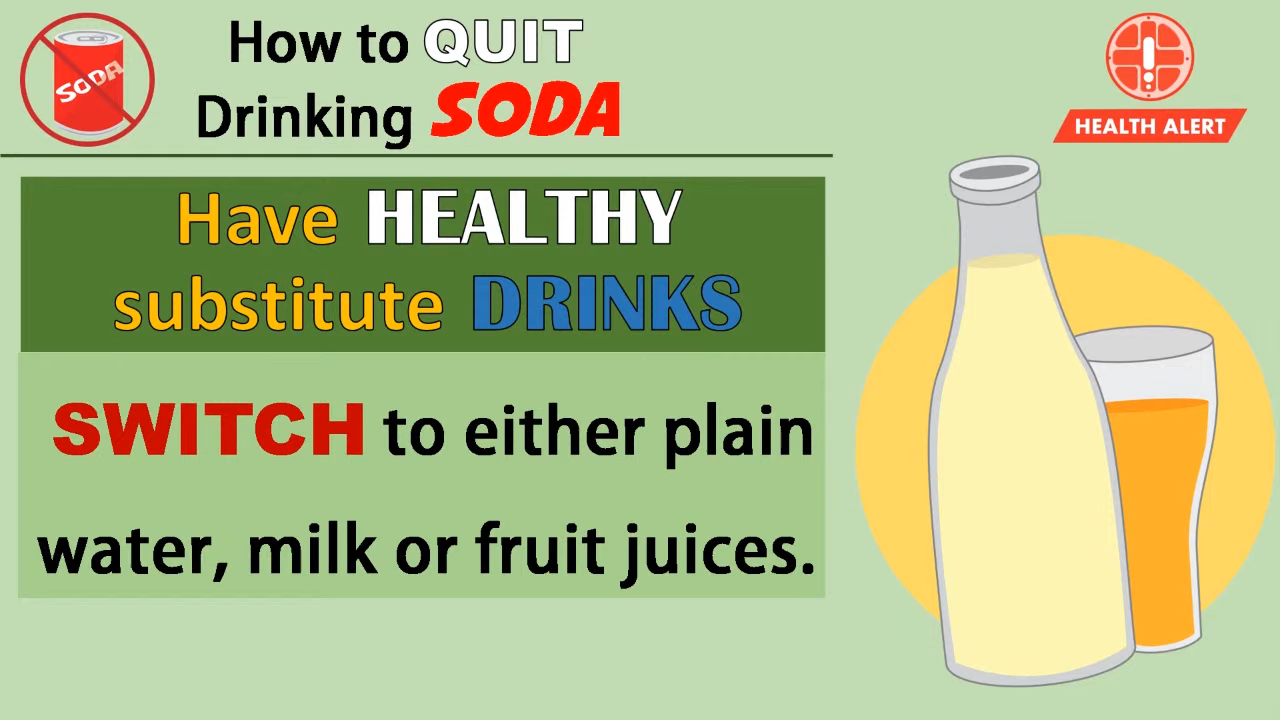 SODA
How to QUIT
Drinking SODA
HEALTH ALERT
Have HEALTHY
substitute DRINKS
SWITCH to either plain
water, milk or fruit juices.